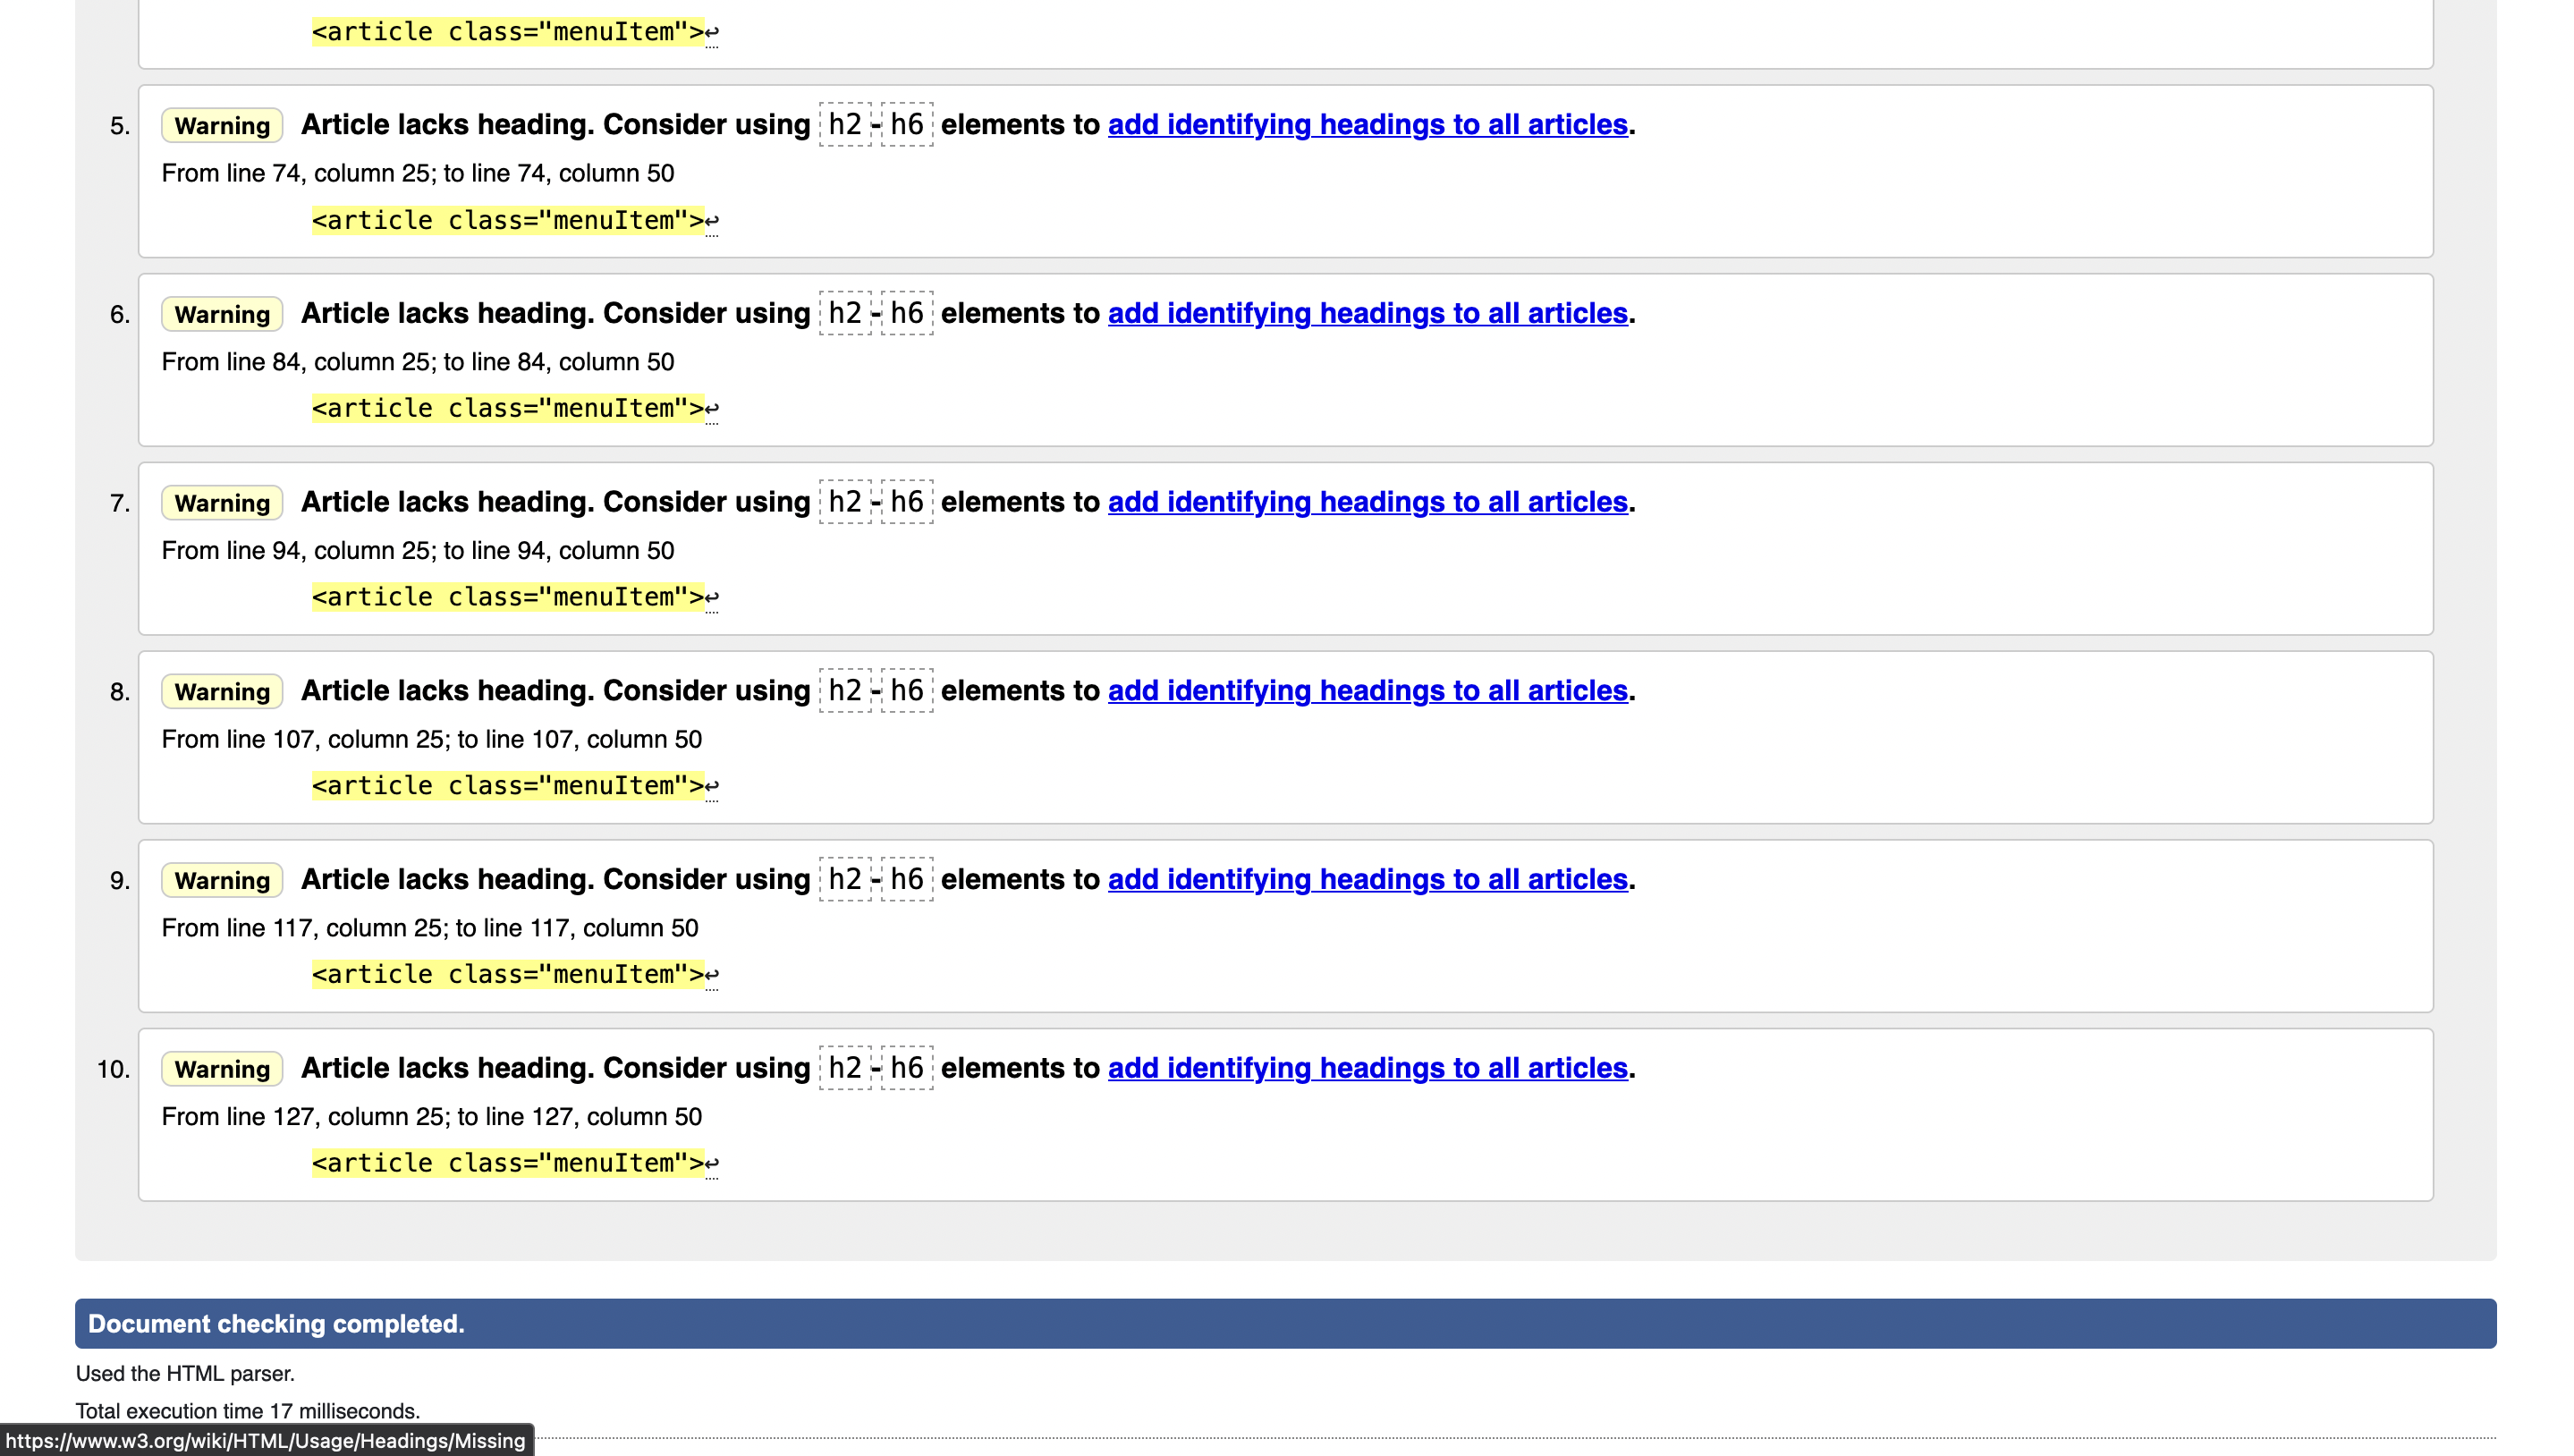 <article class="menuItem">↩
5. Warning Article lacks heading. Consider using h2-h6 elements to add identifying headings to all articles.
From line 74, column 25; to line 74, column 50
<article class="menuItem">↩
6. Warning Article lacks heading. Consider using h2-h6 elements to add identifying headings to all articles.
From line 84, column 25; to line 84, column 50
<article class="menuItem">↩
7. Warning Article lacks heading. Consider using h2-h6 elements to add identifying headings to all articles.
From line 94, column 25; to line 94, column 50
<article class="menuItem">↩
8. Warning Article lacks heading. Consider using h2-h6 elements to add identifying headings to all articles.
From line 107, column 25; to line 107, column 50
<article class="menuItem">↩
9. Warning Article lacks heading. Consider using h2-h6 elements to add identifying headings to all articles.
From line 117, column 25; to line 117, column 50
<article class="menuItem">↩
10. Warning Article lacks heading. Consider using h2-h6 elements to add identifying headings to all articles.
From line 127, column 25; to line 127, column 50
<article class="menuItem">↩
Document checking completed.
Used the HTML parser.
Total execution time 17 milliseconds.
https://www.w3.org/wiki/HTML/Usage/Headings/Missing